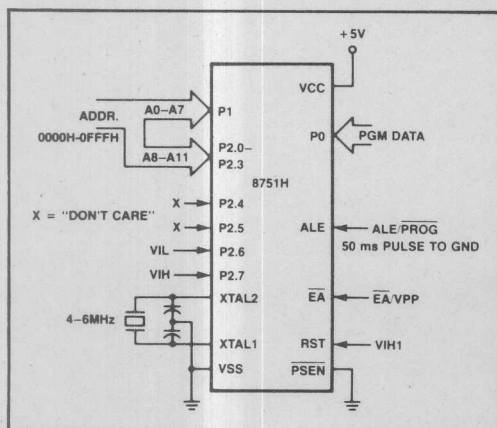 +5V
VCC
ADDR.
0000H-0FFFH
A0–A7
P1
P0
PGM DATA
A8–A11
P2.0–
P2.3
8751H
X = "DON'T CARE"
X
P2.4
X
P2.5
ALE
ALE/PROG
50 ms PULSE TO GND
VIL
P2.6
VIH
P2.7
4–6MHz
XTAL2
EA
EA/VPP
XTAL1
RST
VIH1
VSS
PSEN